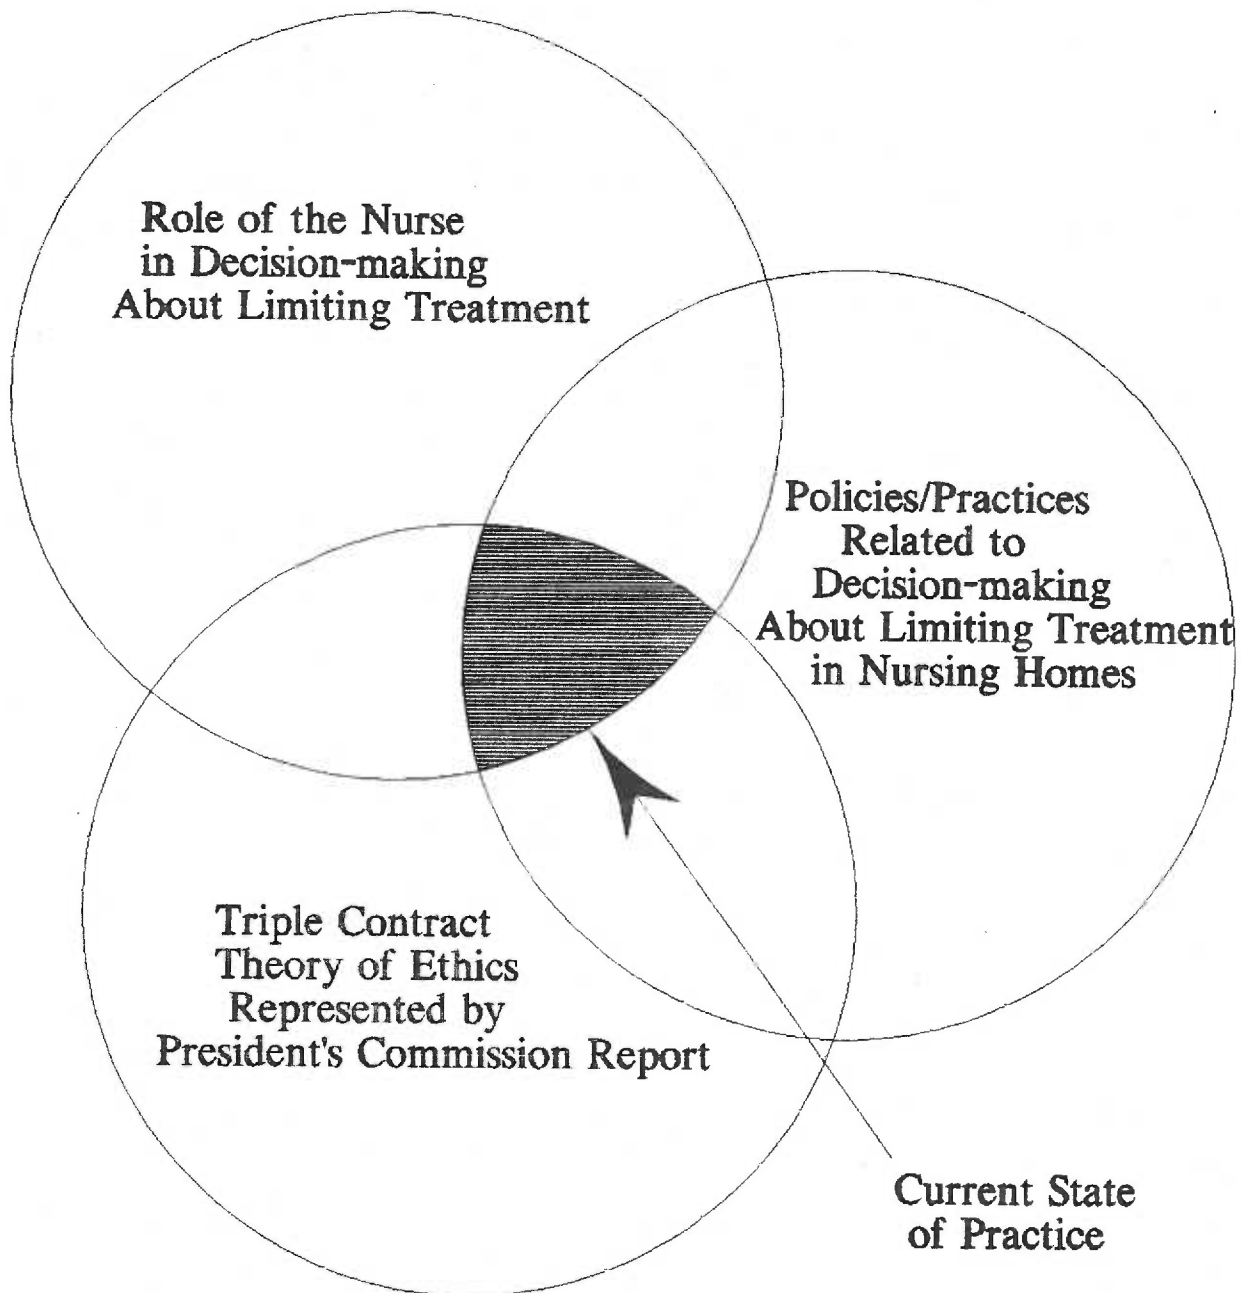 Role of the Nurse
in Decision-making
About Limiting Treatment
Policies/Practices
Related to
Decision-making
About Limiting Treatment
in Nursing Homes
Triple Contract
Theory of Ethics
Represented by
President's Commission Report
Current State
of Practice